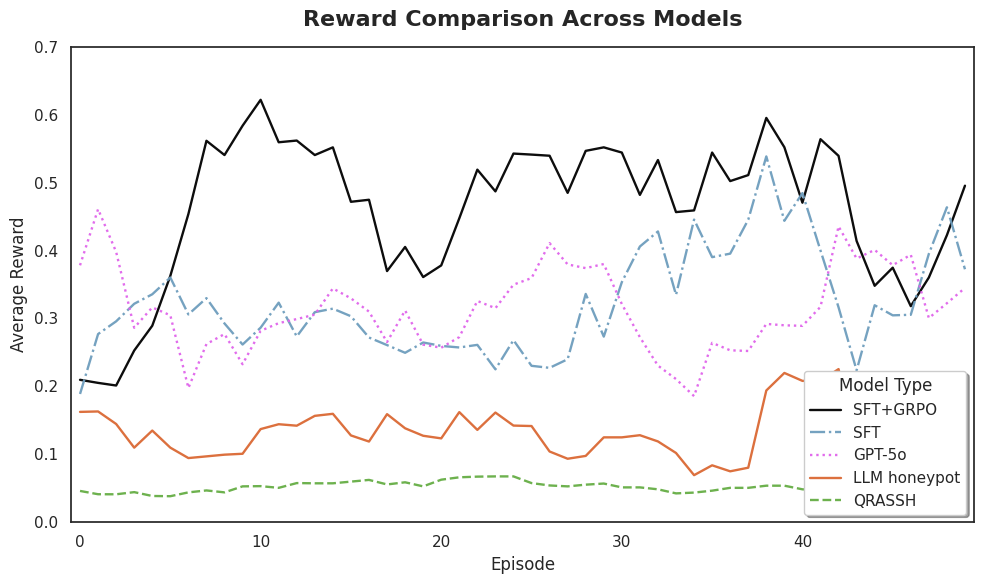 Reward Comparison Across Models
0.7
0.6
0.5
0.4
0.3
0.2
0.1
0.0
Average Reward
0 10 20 30 40
Episode
Model Type
SFT+GRPO
SFT
GPT-5o
LLM honeypot
QRASSH